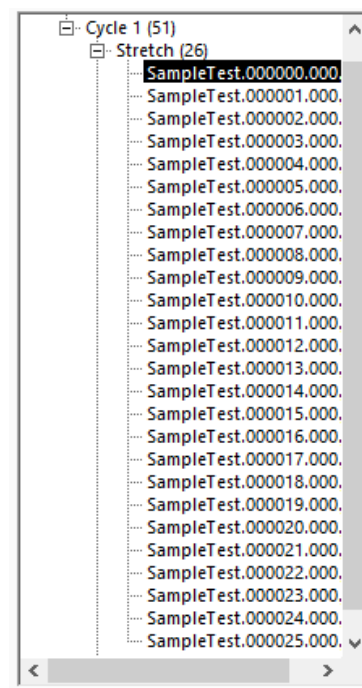 Cycle 1 (51)
Stretch (26)
SampleTest.000000.000.
SampleTest.000001.000.
SampleTest.000002.000.
SampleTest.000003.000.
SampleTest.000004.000.
SampleTest.000005.000.
SampleTest.000006.000.
SampleTest.000007.000.
SampleTest.000008.000.
SampleTest.000009.000.
SampleTest.000010.000.
SampleTest.000011.000.
SampleTest.000012.000.
SampleTest.000013.000.
SampleTest.000014.000.
SampleTest.000015.000.
SampleTest.000016.000.
SampleTest.000017.000.
SampleTest.000018.000.
SampleTest.000019.000.
SampleTest.000020.000.
SampleTest.000021.000.
SampleTest.000022.000.
SampleTest.000023.000.
SampleTest.000024.000.
SampleTest.000025.000.